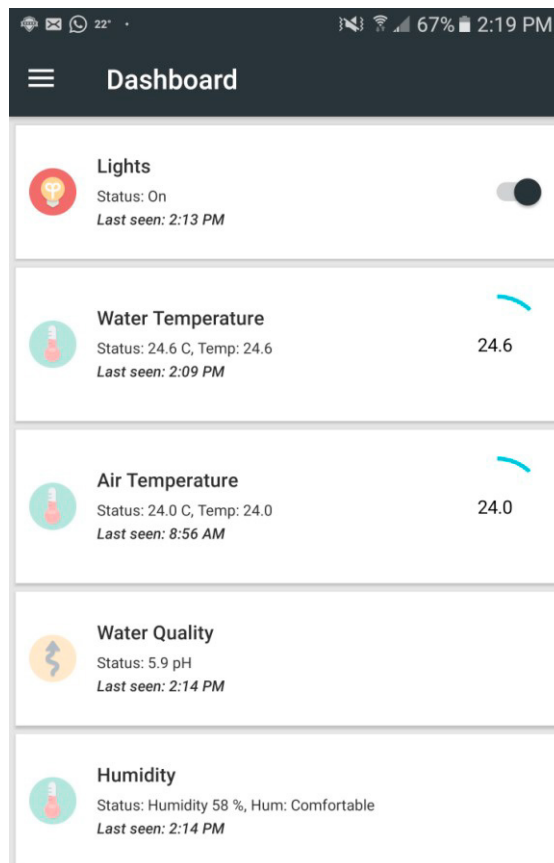 22° ·
67% 2:19 PM
Dashboard
Lights
Status: On
Last seen: 2:13 PM
Water Temperature
Status: 24.6 C, Temp: 24.6
24.6
Last seen: 2:09 PM
Air Temperature
Status: 24.0 C, Temp: 24.0
24.0
Last seen: 8:56 AM
Water Quality
Status: 5.9 pH
Last seen: 2:14 PM
Humidity
Status: Humidity 58 %, Hum: Comfortable
Last seen: 2:14 PM